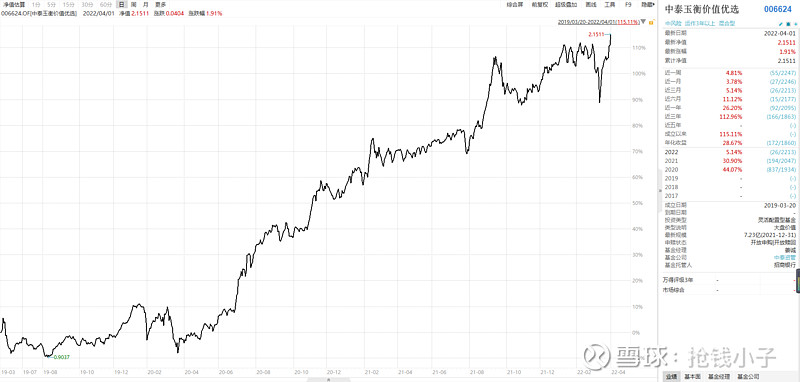 净值估算 1分 5分 15分 30分 60分 日 周 月 季 年 更多 综合屏 前复权 超级叠加 画线 工具 F9 隐藏
006624.OF[中泰玉衡价值优选] 2022/04/01 净值 2.1511 涨跌 0.0404 涨跌幅 1.91%
2019/03/20-2022/04/01(115.11%)
2.1511
110%
100%
90%
80%
70%
60%
50%
40%
30%
20%
10%
0%
-10%
0.9037
19-03 19-07 19-08 19-10 19-12 20-03 20-04 20-06 20-08 20-09 20-11 20-12 21-02 21-04 21-05 21-07 21-08 21-10 21-12 22-02 22-04
中泰玉衡价值优选 006624
中风险 运作3年以上 混合型
最新日期 2022-04-01
最新净值 2.1511
最新涨幅 1.91%
累计净值 2.1511
近一周 4.81% (55/2247)
近一月 3.78% (27/2246)
近三月 5.14% (26/2213)
近六月 11.12% (15/2177)
近一年 26.20% (92/2095)
近三年 112.96% (166/1863)
近五年 - (-)
成立以来 115.11% (-)
年化收益 28.67% (172/1860)
2022 5.14% (26/2213)
2021 30.90% (194/2047)
2020 44.07% (837/1934)
2019 - (-)
2018 - (-)
2017 - (-)
成立日期 2019-03-20
到期日期 -
投资类型 灵活配置型基金
类型说明 大盘价值
最新规模 7.23亿(2021-12-31)
申赎状态 开放申购|开放赎回
基金经理 姜诚
基金公司 中泰资管
基金托管人 招商银行
万得评级3年 - -
市场综合 - -
雪球:抢钱小子
业绩 基本面 基金经理 基金公司